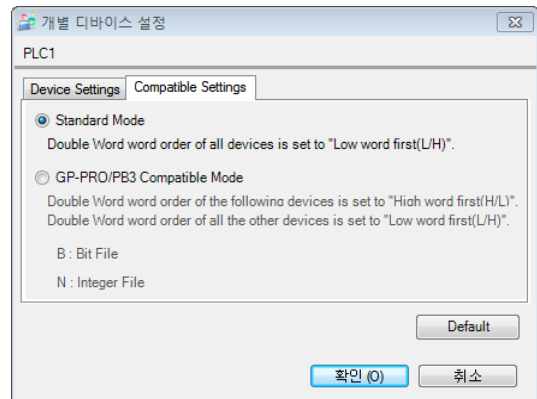 개별 디바이스 설정
PLC1
Device Settings Compatible Settings
Standard Mode
Double Word word order of all devices is set to "Low word first(L/H)".
GP-PRO/PB3 Compatible Mode
Double Word word order of the following devices is set to "High word first(H/L)".
Double Word word order of all the other devices is set to "Low word first(L/H)".
B : Bit File
N : Integer File
Default
확인 (O) 취소